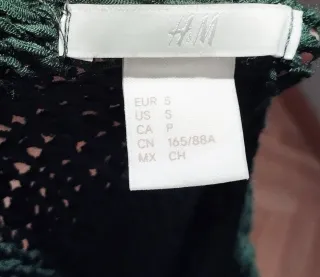 H&M
EUR S
US S
CA P
CN 165/88A
MX CH